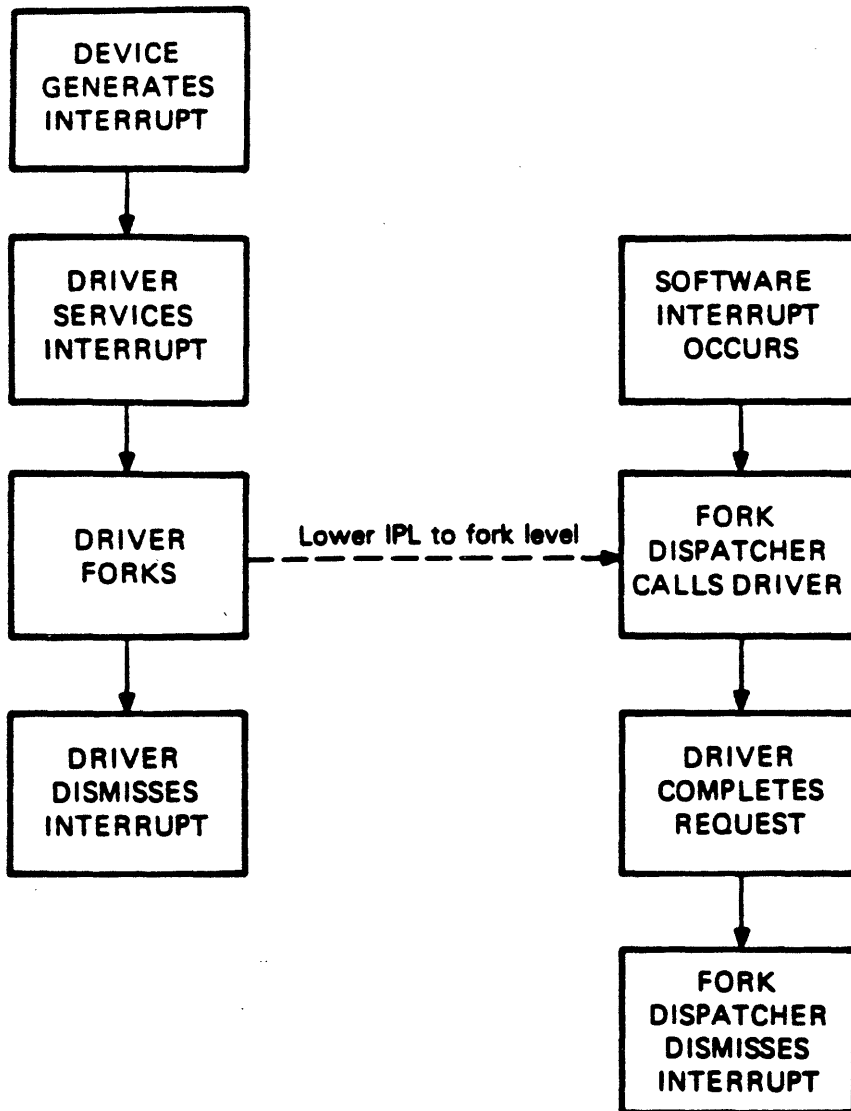 DEVICE
GENERATES
INTERRUPT
DRIVER
SERVICES
INTERRUPT
DRIVER
FORKS
DRIVER
DISMISSES
INTERRUPT
Lower IPL to fork level
SOFTWARE
INTERRUPT
OCCURS
FORK
DISPATCHER
CALLS DRIVER
DRIVER
COMPLETES
REQUEST
FORK
DISPATCHER
DISMISSES
INTERRUPT